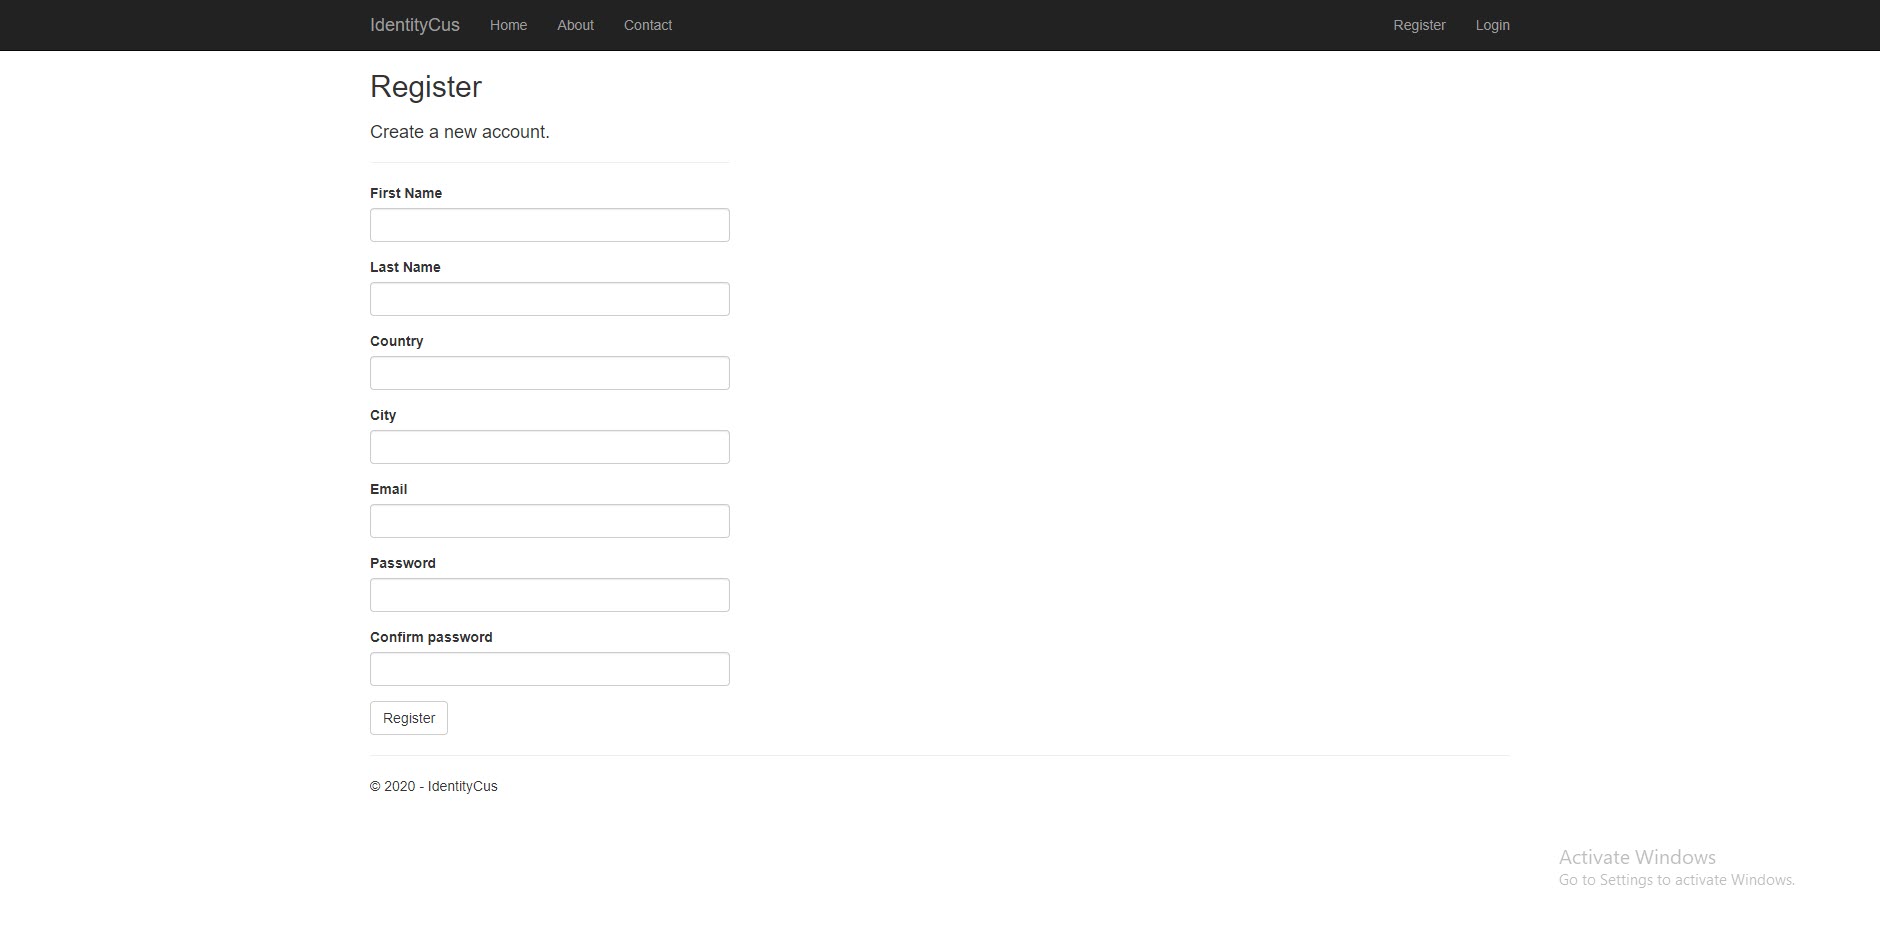 IdentityCus Home About Contact Register Login
Register
Create a new account.
First Name
Last Name
Country
City
Email
Password
Confirm password
Register
© 2020 - IdentityCus
Activate Windows
Go to Settings to activate Windows.